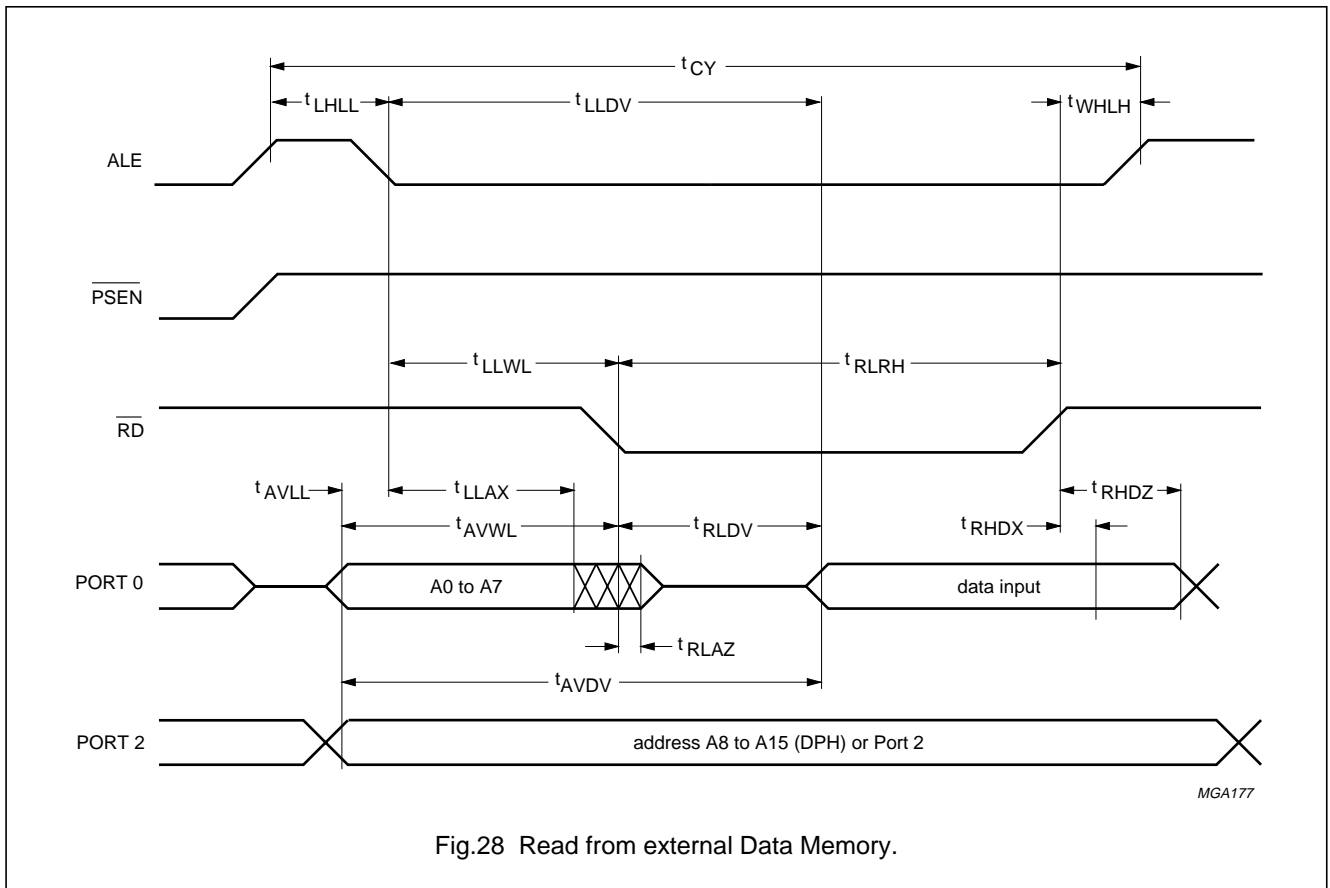 tCY
tLHLL
tLLDV
tWHLH
ALE
PSEN
tLLWL
tRLRH
RD
tAVLL
tLLAX
tRHDZ
tAVWL
tRLDV
tRHDX
PORT 0
A0 to A7
data input
tRLAZ
tAVDV
PORT 2
address A8 to A15 (DPH) or Port 2
MGA177
Fig.28 Read from external Data Memory.